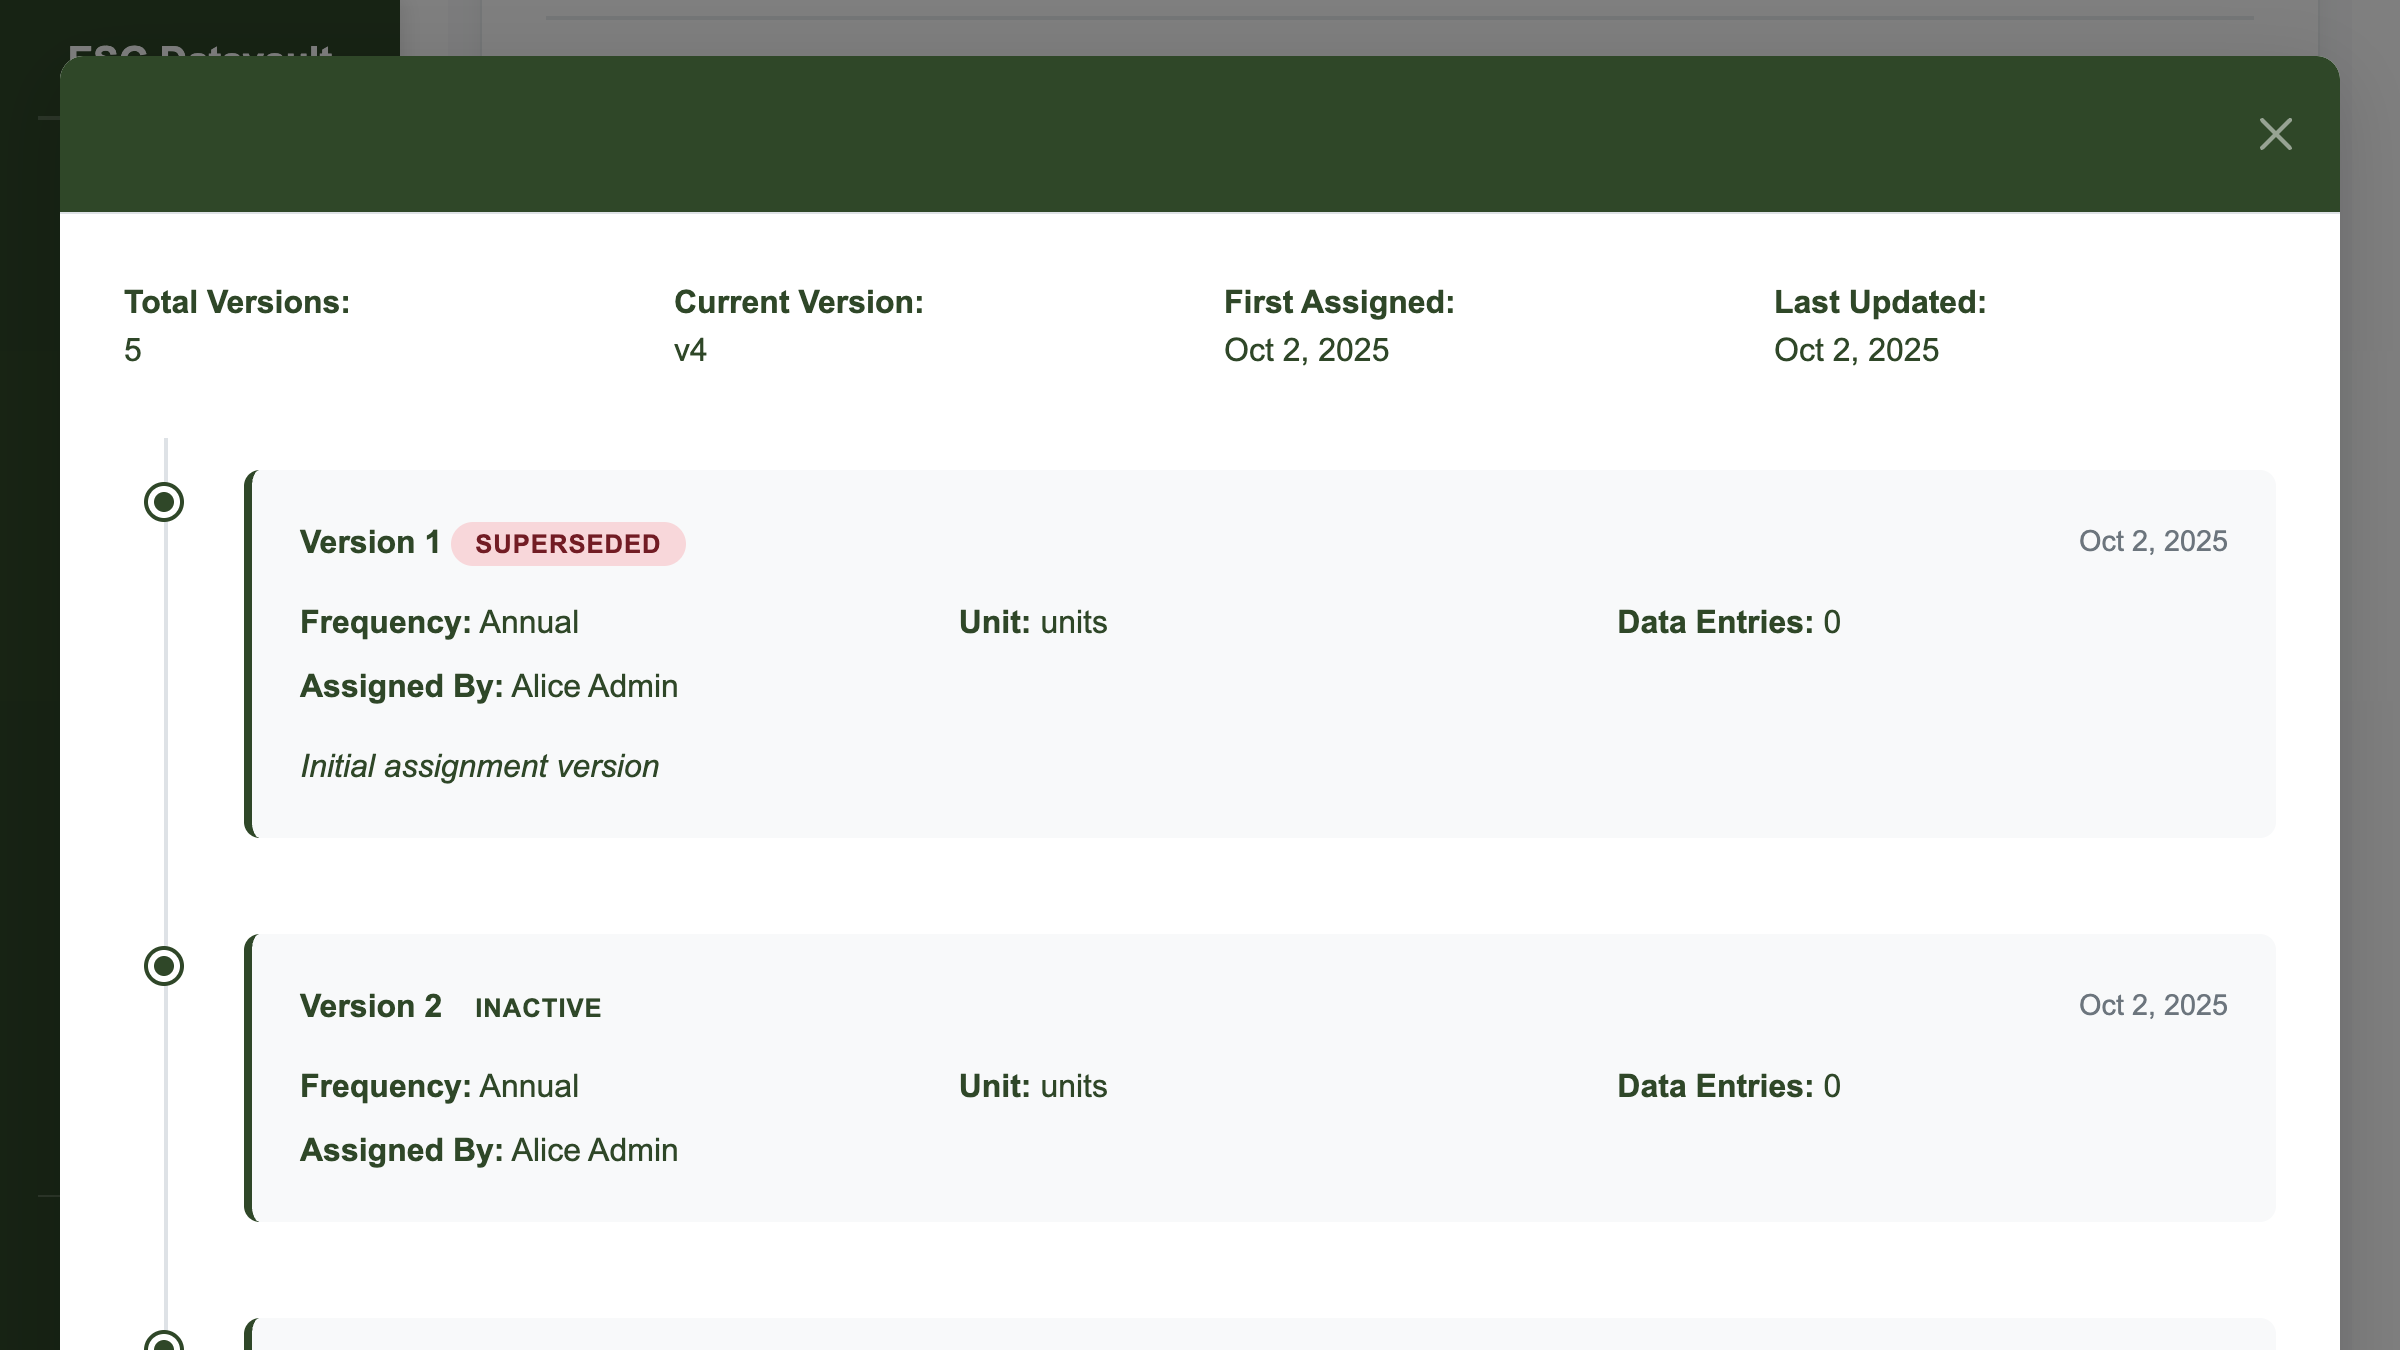 ESG Datavault
Total Versions:
5
Current Version:
v4
First Assigned:
Oct 2, 2025
Last Updated:
Oct 2, 2025
Version 1 SUPERSEDED
Oct 2, 2025
Frequency: Annual
Unit: units
Data Entries: 0
Assigned By: Alice Admin
Initial assignment version
Version 2 INACTIVE
Oct 2, 2025
Frequency: Annual
Unit: units
Data Entries: 0
Assigned By: Alice Admin